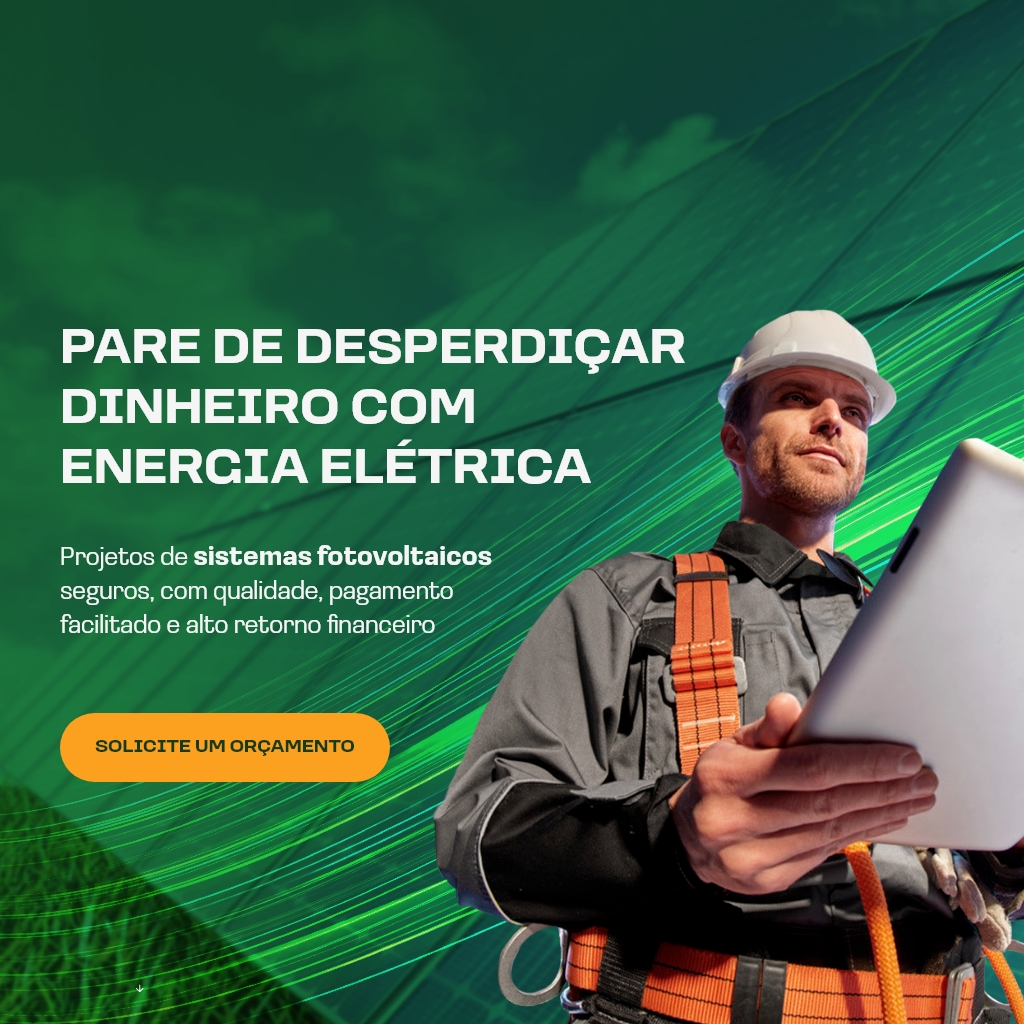 PARE DE DESPERDIÇAR
DINHEIRO COM
ENERGIA ELÉTRICA
Projetos de sistemas fotovoltaicos
seguros, com qualidade, pagamento
facilitado e alto retorno financeiro
SOLICITE UM ORÇAMENTO